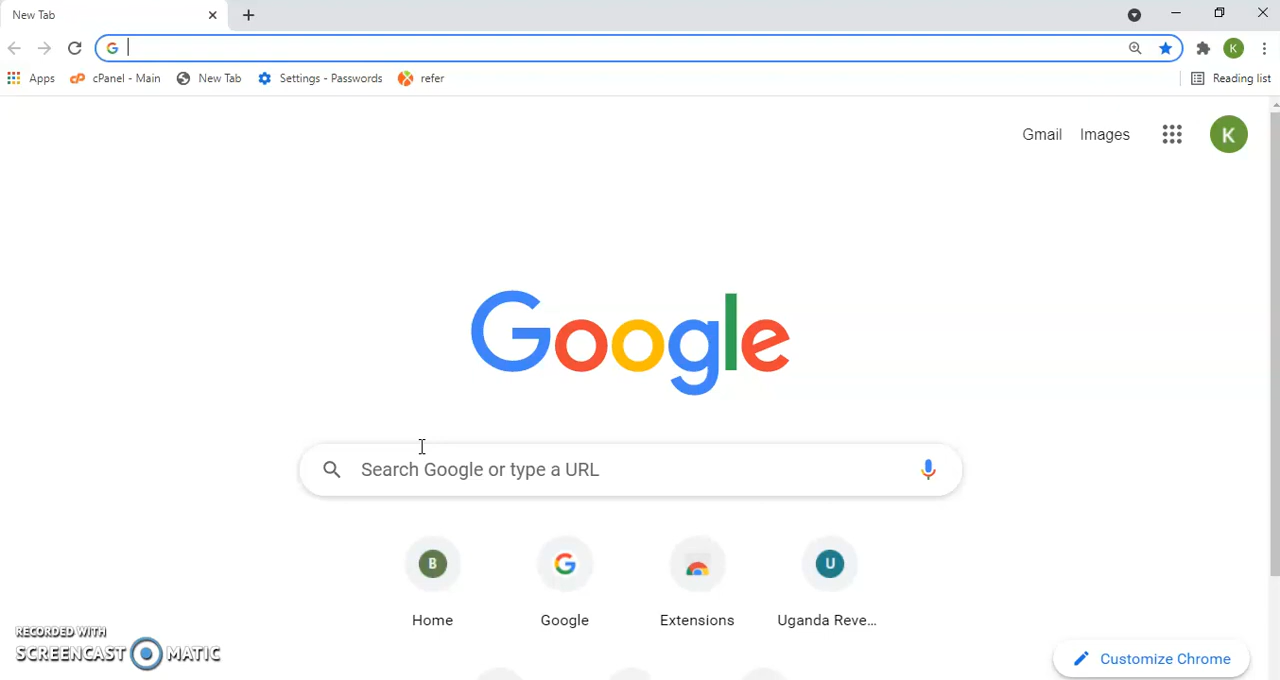 New Tab
Apps cPanel - Main New Tab Settings - Passwords refer Reading list
Gmail Images K
Google
Search Google or type a URL
B U
Home Google Extensions Uganda Reve...
RECORDED WITH
SCREENCAST MATIC
Customize Chrome